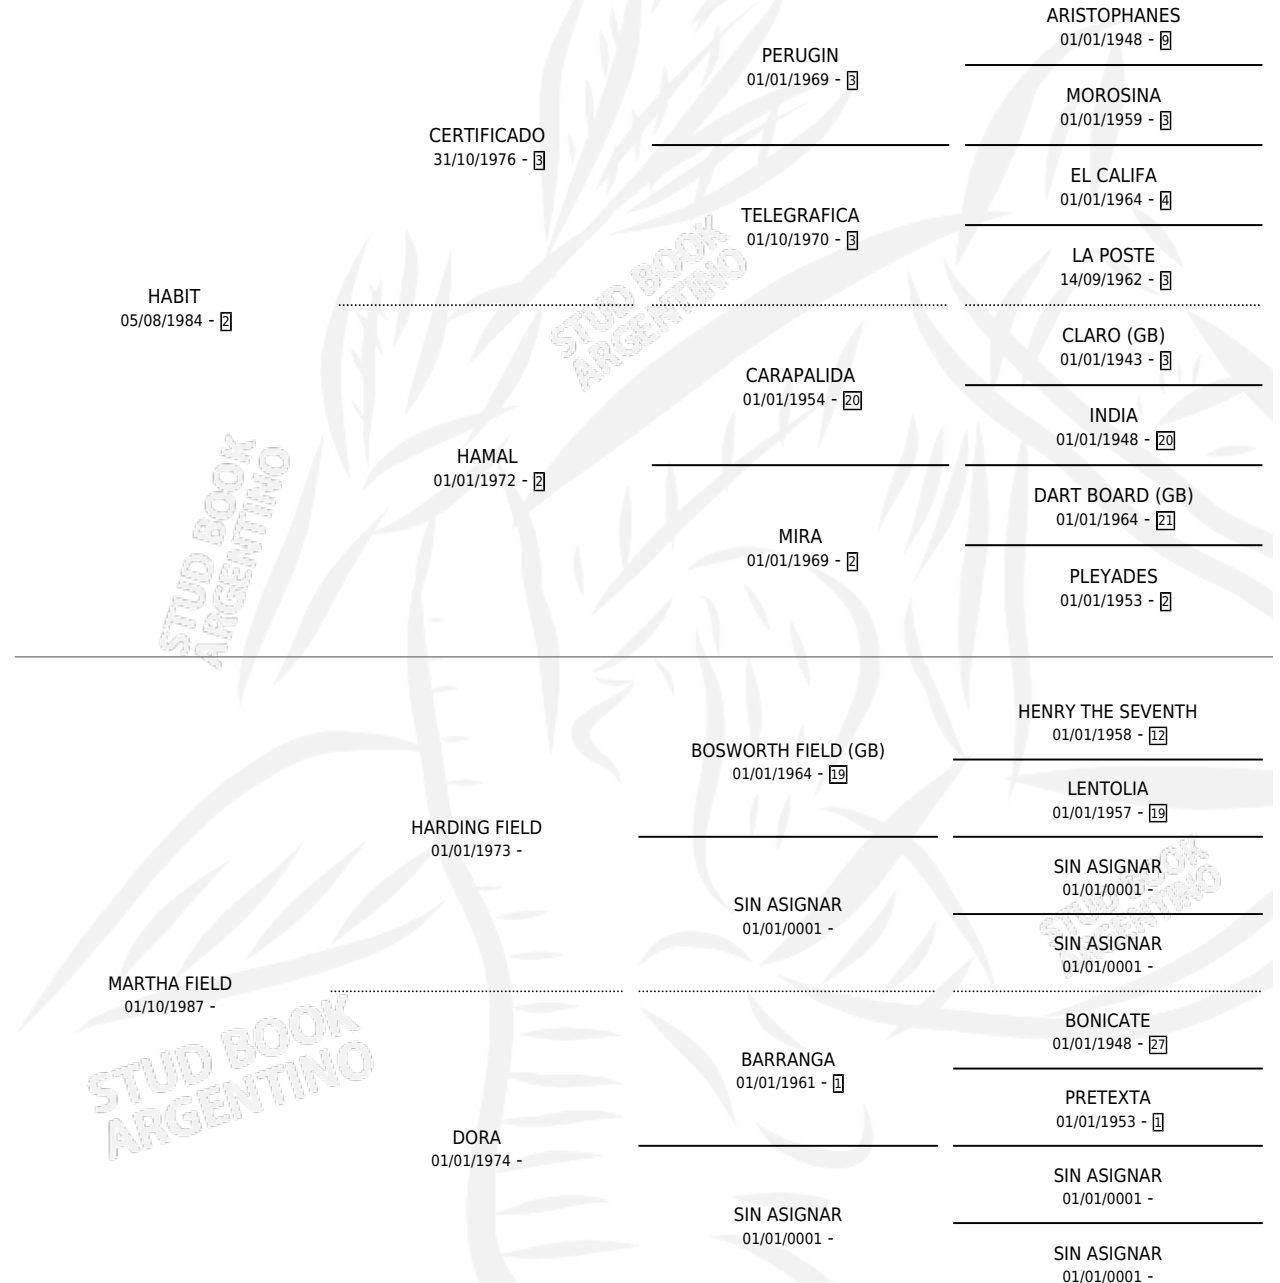 ARISTOPHANES
01/01/1948 - 9
PERUGIN
01/01/1969 - 3
MOROSINA
01/01/1959 - 3
CERTIFICADO
31/10/1976 - 3
EL CALIFA
01/01/1964 - 4
TELEGRAFICA
01/10/1970 - 3
LA POSTE
14/09/1962 - 3
HABIT
05/08/1984 - 2
STUD BOOK
ARGENTINO
CLARO (GB)
01/01/1943 - 3
CARAPALIDA
01/01/1954 - 20
INDIA
01/01/1948 - 20
HAMAL
01/01/1972 - 2
DART BOARD (GB)
01/01/1964 - 21
MIRA
01/01/1969 - 2
PLEYADES
01/01/1953 - 2
STUD BOOK
ARGENTINO
HENRY THE SEVENTH
01/01/1958 - 12
BOSWORTH FIELD (GB)
01/01/1964 - 19
LENTOLIA
01/01/1957 - 19
HARDING FIELD
01/01/1973 -
SIN ASIGNAR
01/01/0001 -
SIN ASIGNAR
01/01/0001 -
SIN ASIGNAR
01/01/0001 -
STUD BOOK
ARGENTINO
MARTHA FIELD
01/10/1987 -
BONICATE
01/01/1948 - 27
BARRANGA
01/01/1961 - 1
PRETEXTA
01/01/1953 - 1
STUD BOOK
ARGENTINO
DORA
01/01/1974 -
SIN ASIGNAR
01/01/0001 -
SIN ASIGNAR
01/01/0001 -
SIN ASIGNAR
01/01/0001 -